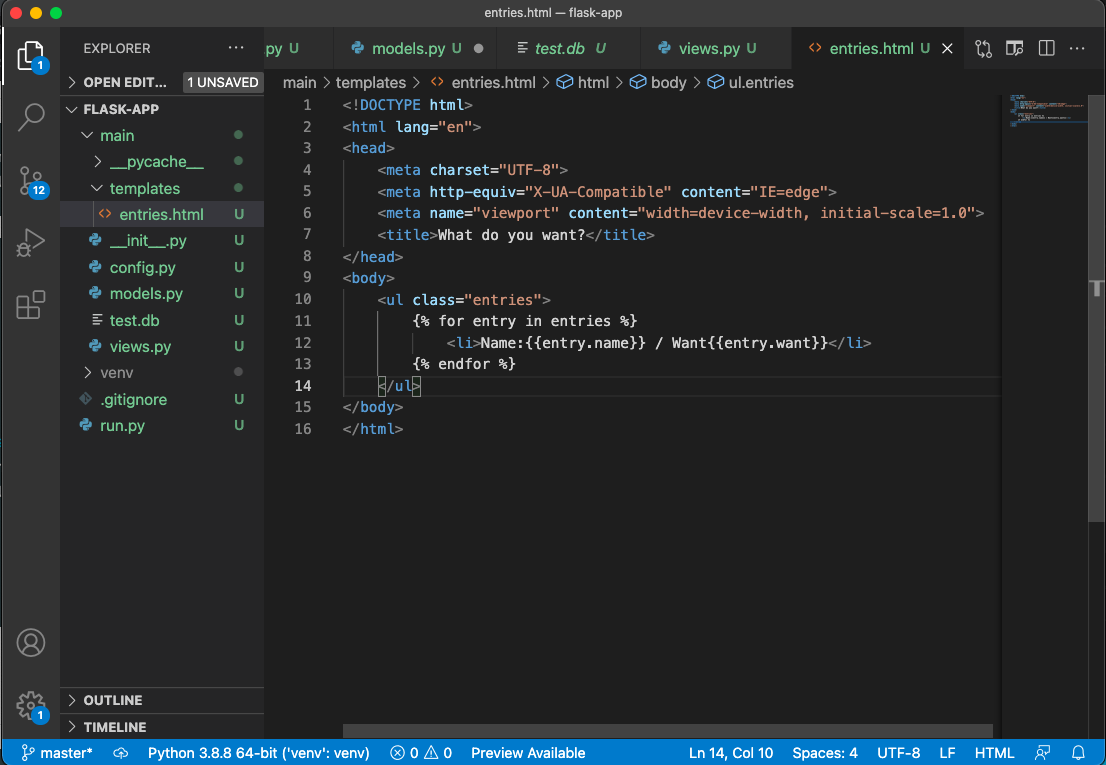 entries.html — flask-app
EXPLORER
.py U
models.py U
test.db U
views.py U
entries.html U
OPEN EDIT... 1 UNSAVED
main > templates > entries.html > html > body > ul.entries
FLASK-APP
main
__pycache__
templates
entries.html U
__init__.py U
config.py U
models.py U
test.db U
views.py U
venv
.gitignore U
run.py U
1 <!DOCTYPE html>
2 <html lang="en">
3 <head>
4 <meta charset="UTF-8">
5 <meta http-equiv="X-UA-Compatible" content="IE=edge">
6 <meta name="viewport" content="width=device-width, initial-scale=1.0">
7 <title>What do you want?</title>
8 </head>
9 <body>
10 <ul class="entries">
11 {% for entry in entries %}
12 <li>Name:{{entry.name}} / Want{{entry.want}}</li>
13 {% endfor %}
14 </ul>
15 </body>
16 </html>
1
12
1
OUTLINE
TIMELINE
master* Python 3.8.8 64-bit ('venv': venv) 0 0 Preview Available Ln 14, Col 10 Spaces: 4 UTF-8 LF HTML